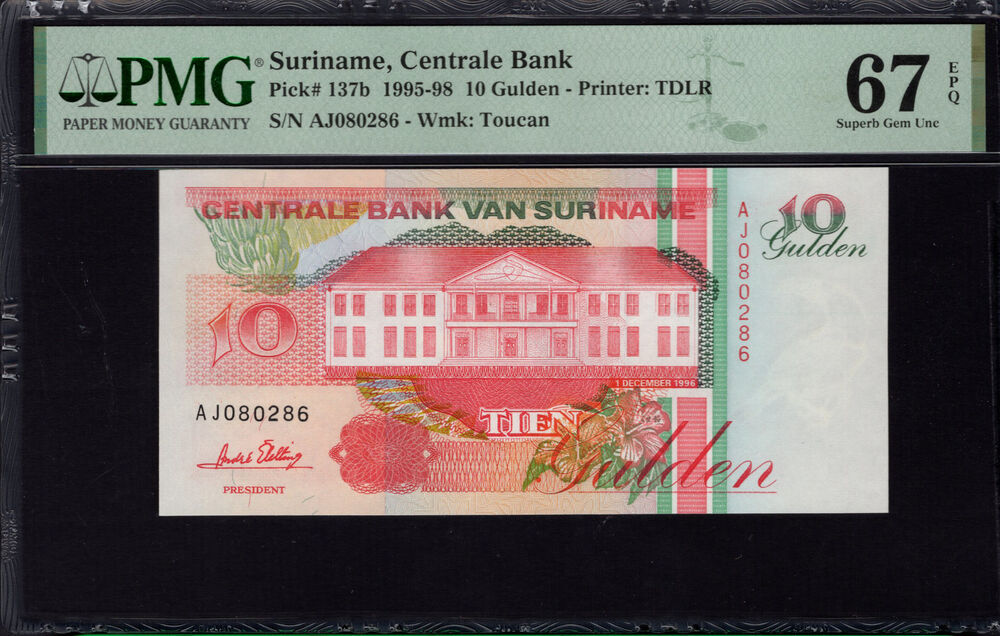 PMG®
PAPER MONEY GUARANTY
Suriname, Centrale Bank
Pick# 137b 1995-98 10 Gulden - Printer: TDLR
S/N AJ080286 - Wmk: Toucan
67 EPQ
Superb Gem Unc
CENTRALE BANK VAN SURINAME
10
Gulden
AJ080286
10
1 DECEMBER 1996
AJ080286
TIEN
Gulden
André Telting
PRESIDENT